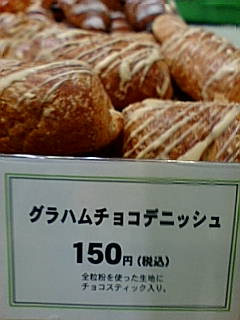 グラハムチョコデニッシュ
150円(税込)
全粒粉を使った生地に
チョコスティック入り。